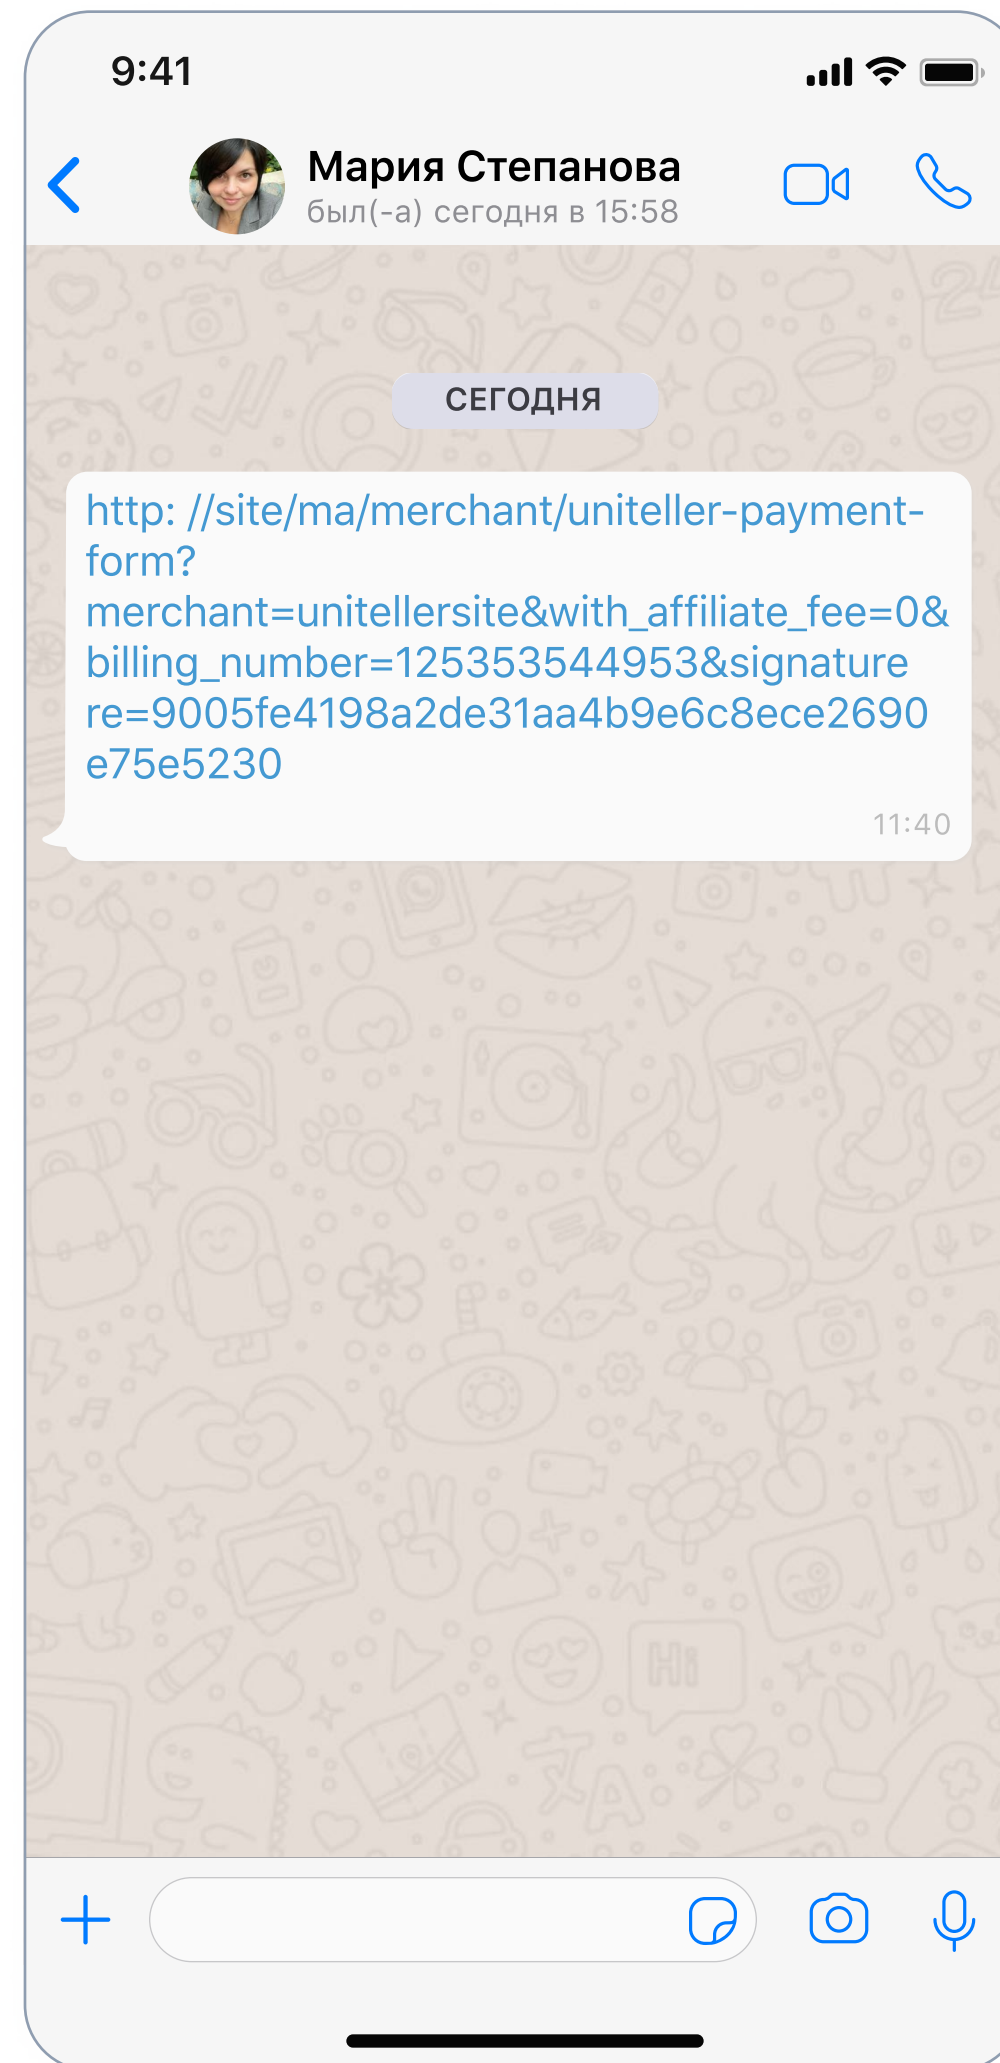 9:41
Мария Степанова
был(-а) сегодня в 15:58
СЕГОДНЯ
http: //site/ma/merchant/uniteller-payment-
form?
merchant=unitellersite&with_affiliate_fee=0&
billing_number=125353544953&signature
re=9005fe4198a2de31aa4b9e6c8ece2690
e75e5230
11:40
Hi